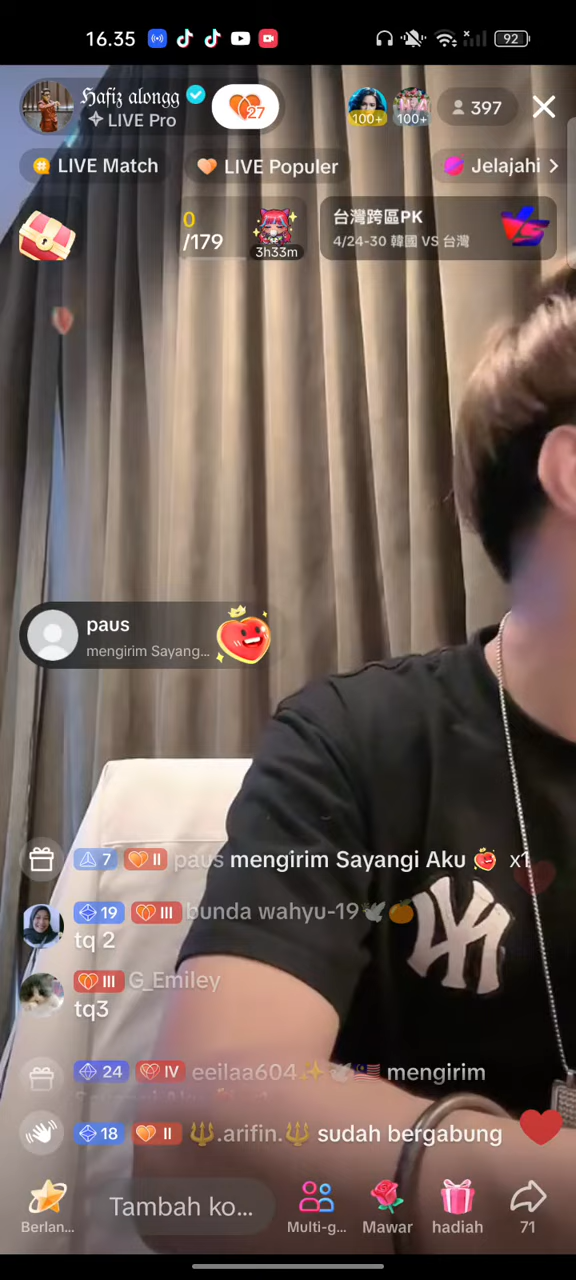 16.35
92
ℌ𝔞𝔣𝔦𝔷 𝔞𝔩𝔬𝔫𝔤𝔤
LIVE Pro
27
100+
100+
397
LIVE Match
LIVE Populer
Jelajahi
0
/179
3h33m
台灣跨區PK
4/24-30 韓國 VS 台灣
VS
paus
mengirim Sayang...
7 II paus mengirim Sayangi Aku x1
19 III bunda wahyu-19🕊🍊
tq 2
III G_Emiley
tq3
24 IV eeilaa604✨🕊🇲🇾 mengirim
18 II 🔱.arifin.🔱 sudah bergabung
Berlan...
Tambah ko...
Multi-g...
Mawar
hadiah
71